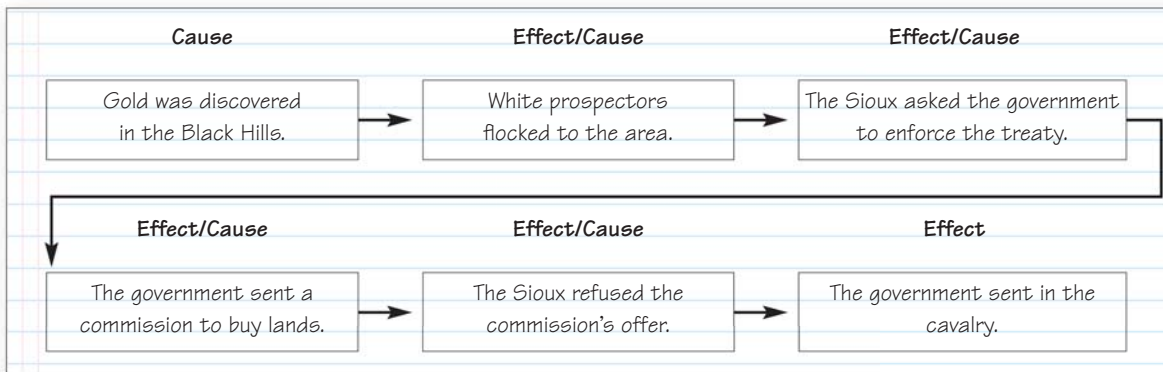 Cause
Effect/Cause
Effect/Cause
Gold was discovered
in the Black Hills.
White prospectors
flocked to the area.
The Sioux asked the government
to enforce the treaty.
Effect/Cause
Effect/Cause
Effect
The government sent a
commission to buy lands.
The Sioux refused the
commission's offer.
The government sent in the
cavalry.